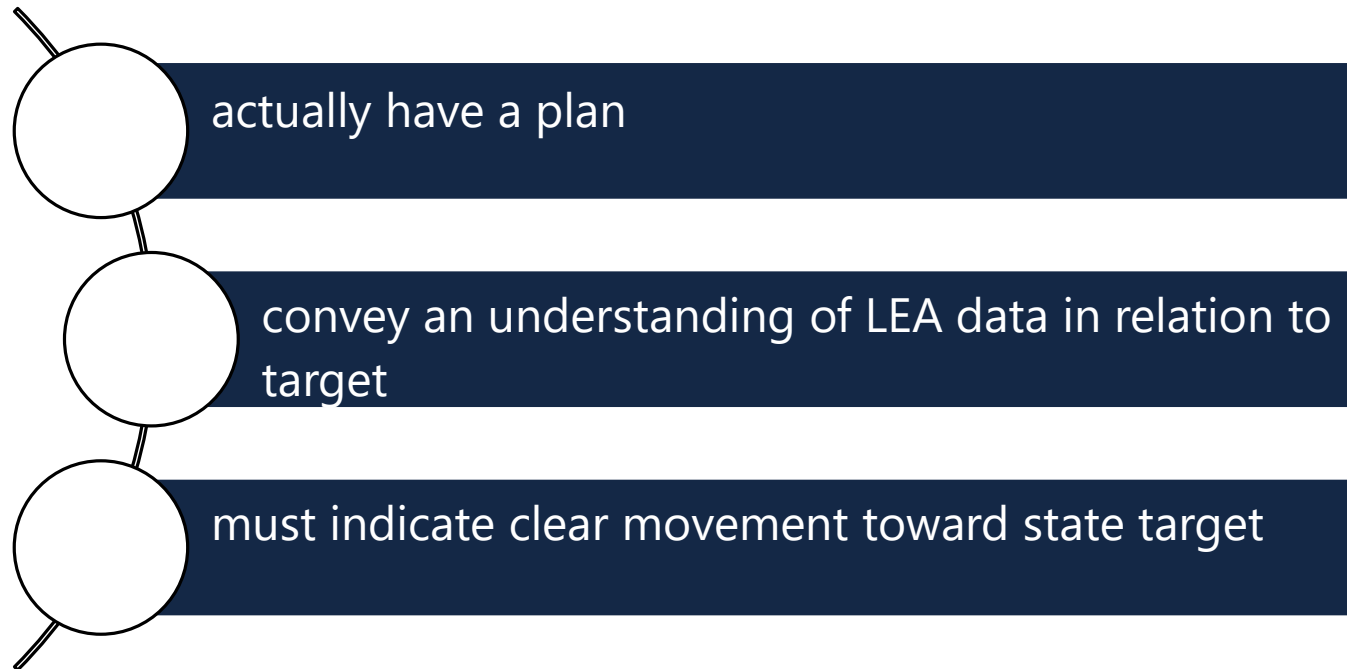 actually have a plan
convey an understanding of LEA data in relation to
target
must indicate clear movement toward state target